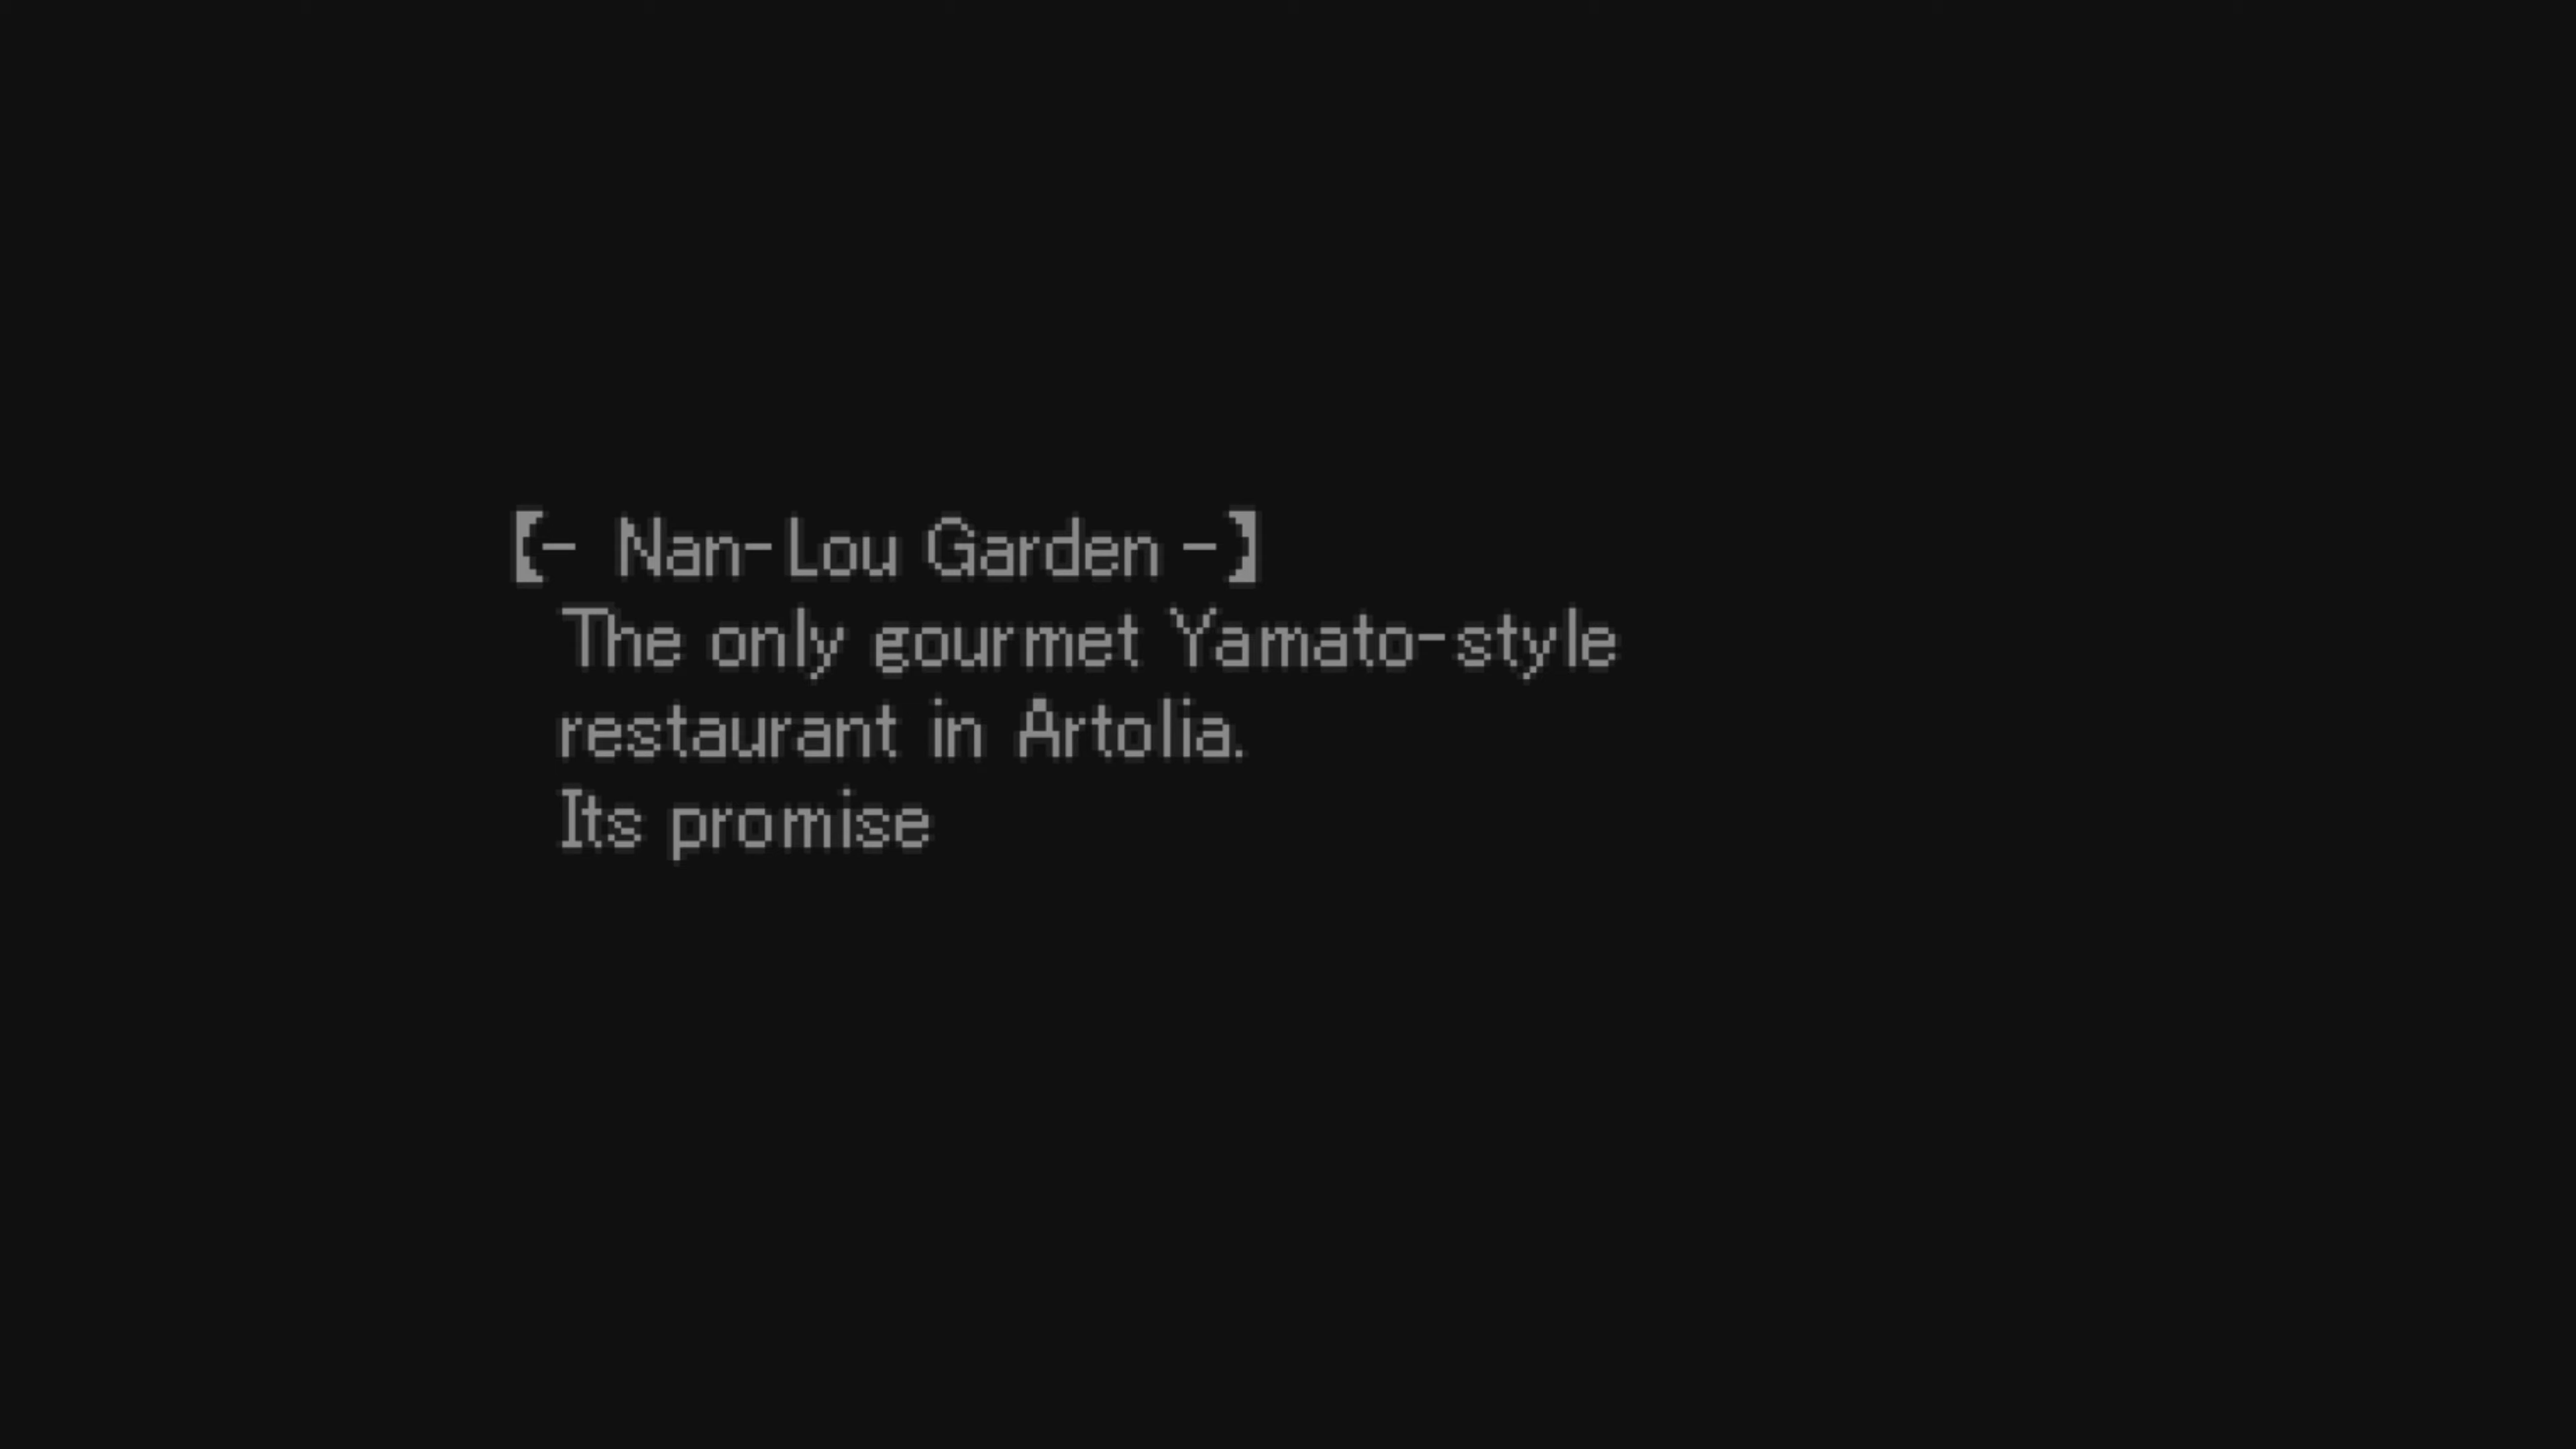 【- Nan-Lou Garden -】
The only gourmet Yamato-style
restaurant in Artolia.
Its promise